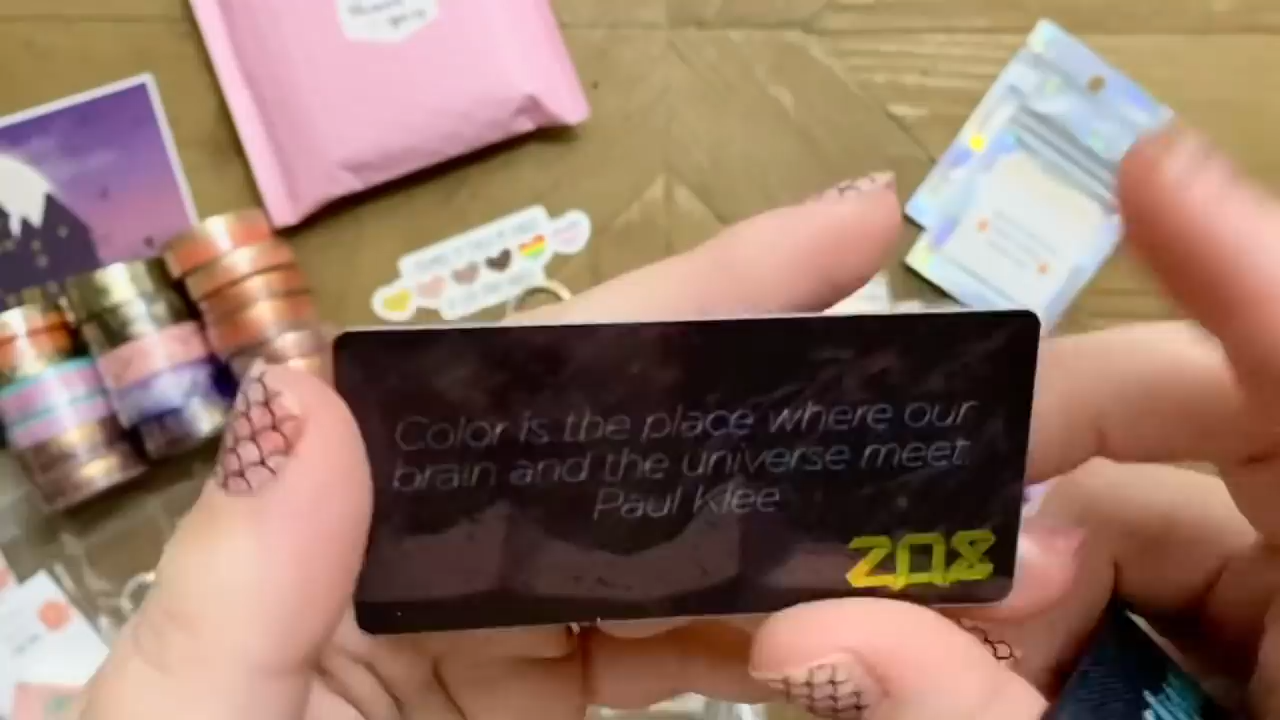 Color is the place where our
brain and the universe meet.
Paul Klee
208